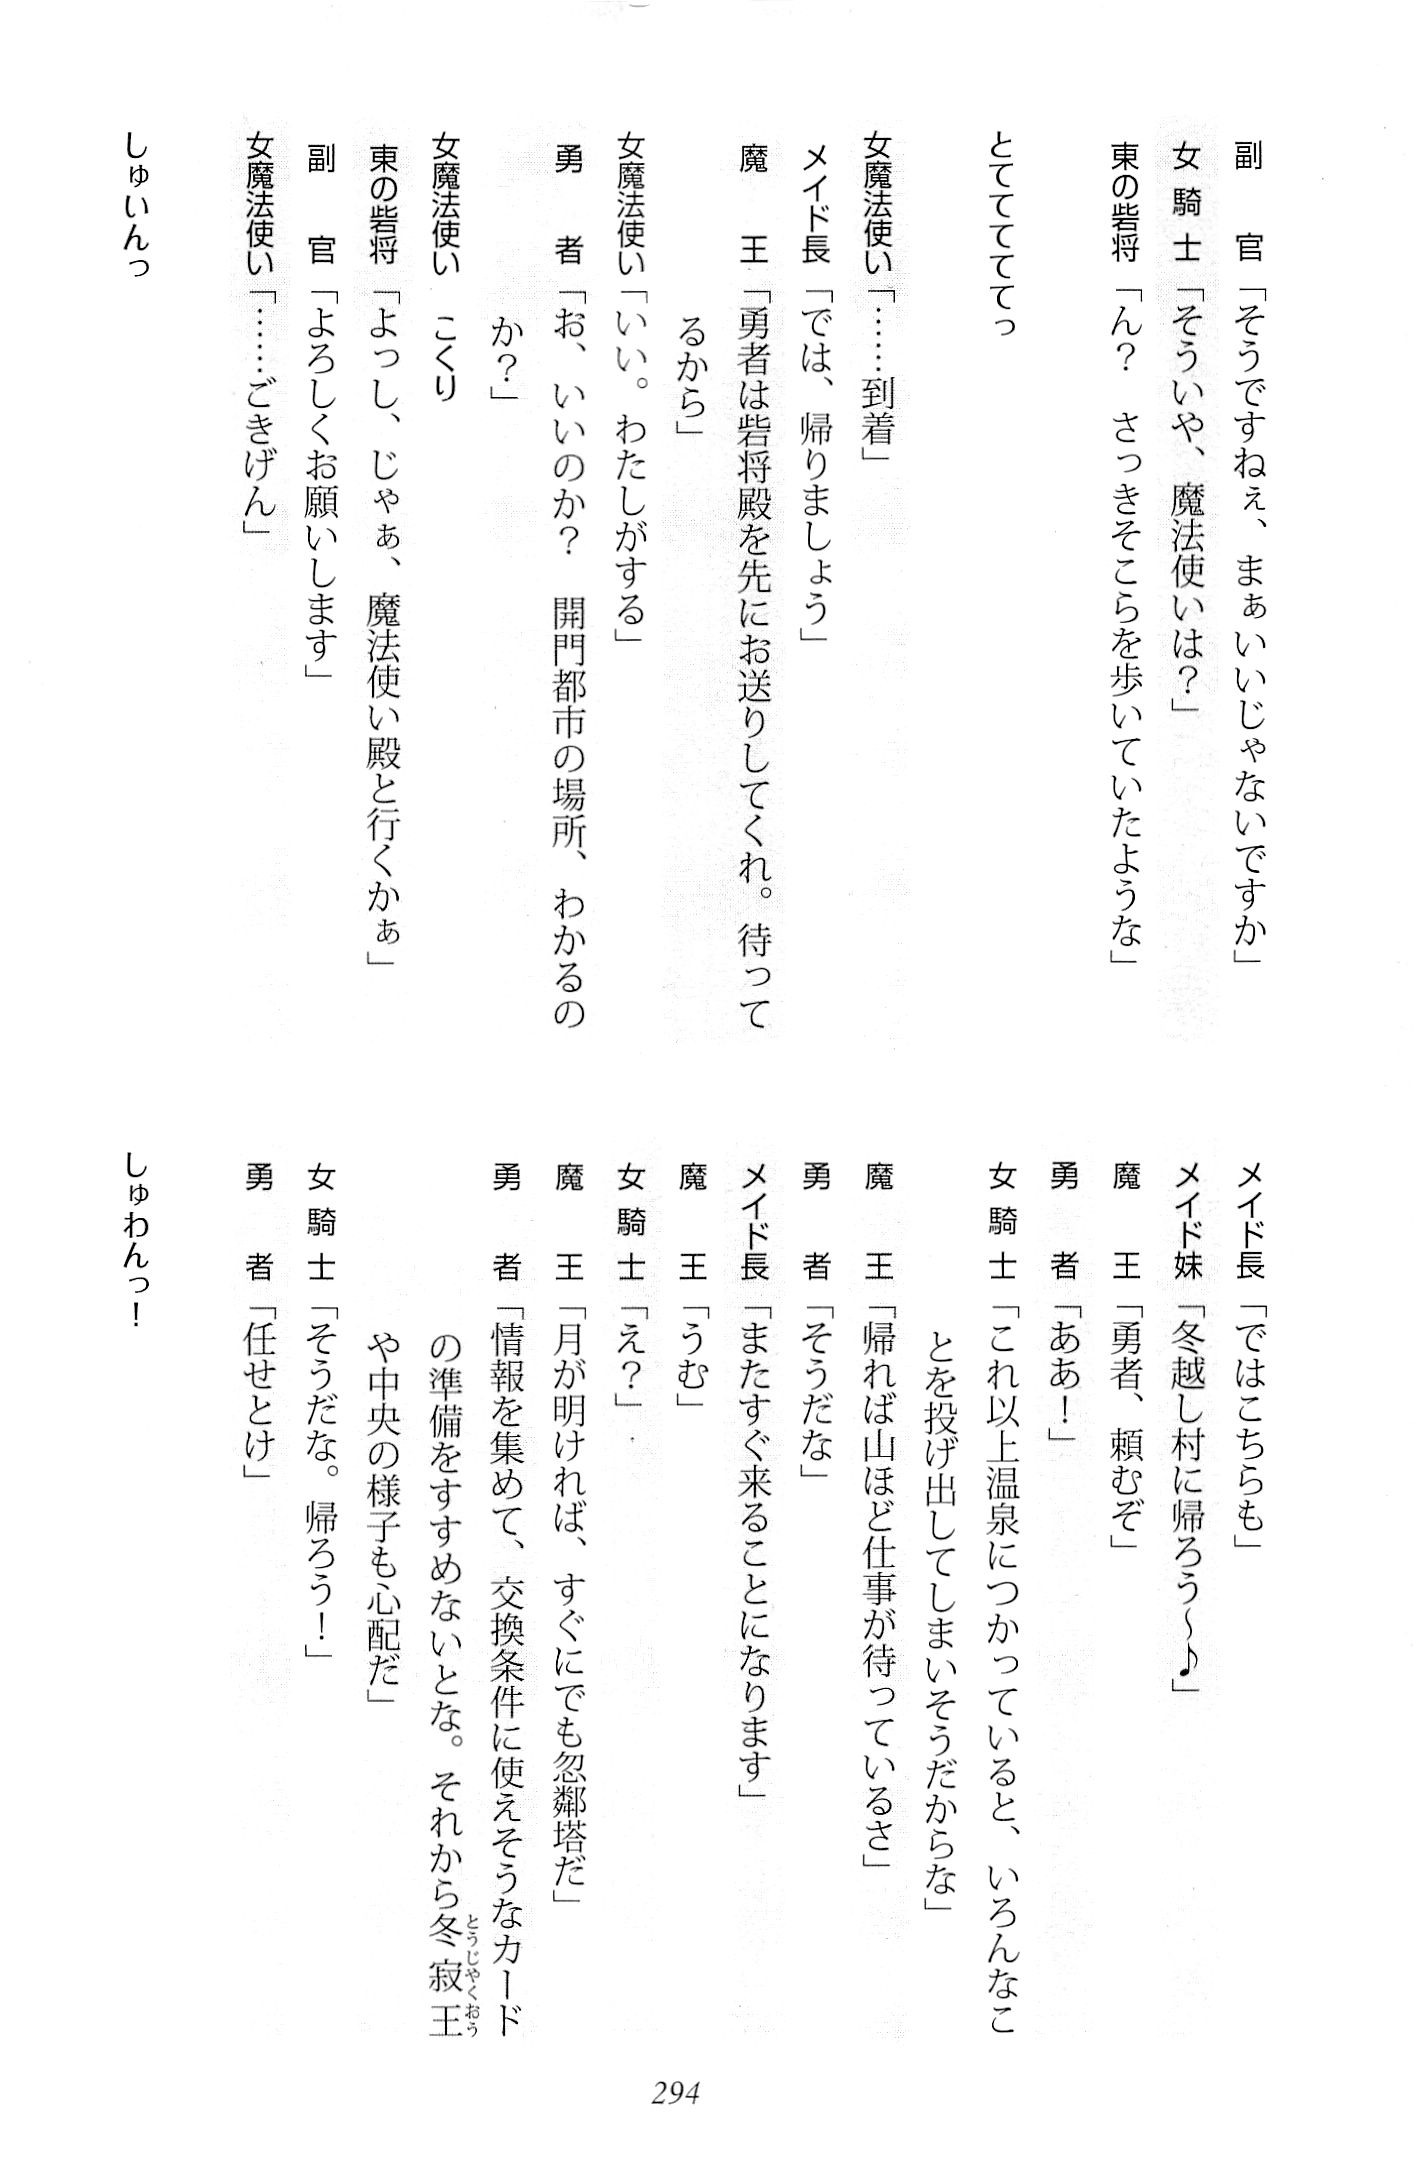 副　官「そうですねぇ、まぁいいじゃないですか」
女騎士「そういや、魔法使いは？」
東の砦将「ん？　さっきそこらを歩いていたような」
とててててっ
女魔法使い「……到着」
メイド長「では、帰りましょう」
魔　王「勇者は砦将殿を先にお送りしてくれ。待って
るから」
女魔法使い「いい。わたしがする」
勇　者「お、いいのか？　開門都市の場所、わかるの
か？」
女魔法使い　こくり
東の砦将「よっし、じゃぁ、魔法使い殿と行くかぁ」
副　官「よろしくお願いします」
女魔法使い「……ごきげん」
しゅいんっ
メイド長「ではこちらも」
メイド妹「冬越し村に帰ろう～♪」
魔　王「勇者、頼むぞ」
勇　者「ああ！」
女騎士「これ以上温泉につかっていると、いろんなこ
とを投げ出してしまいそうだからな」
魔　王「帰れば山ほど仕事が待っているさ」
勇　者「そうだな」
メイド長「またすぐ来ることになります」
魔　王「うむ」
女騎士「え？」
魔　王「月が明ければ、すぐにでも忽鄰塔だ」
勇　者「情報を集めて、交換条件に使えそうなカード
の準備をすすめないとな。それから冬寂王
とうじゃくおう
や中央の様子も心配だ」
女騎士「そうだな。帰ろう！」
勇　者「任せとけ」
しゅわんっ！
294